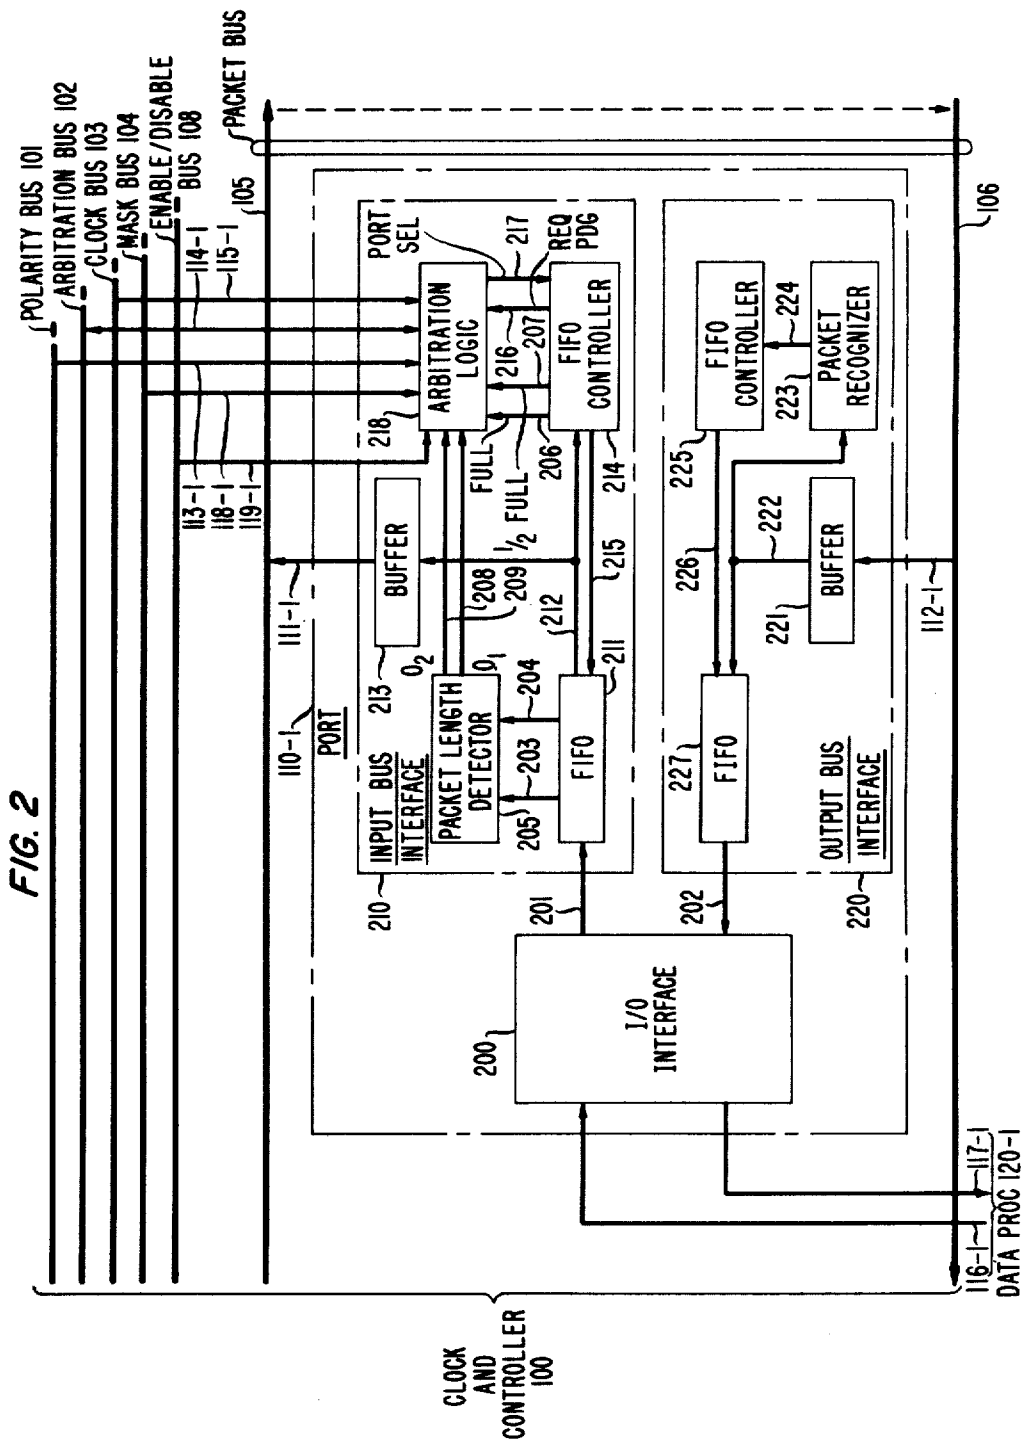 FIG. 2
POLARITY BUS 101
ARBITRATION BUS 102
CLOCK BUS 103
MASK BUS 104
ENABLE/DISABLE
BUS 108
PACKET BUS
105
114-1
115-1
113-1
118-1
119-1
111-1
110-1
PORT
213
BUFFER
218
ARBITRATION
LOGIC
PORT
SEL
217
REQ
PDG
216
207
FULL
1/2 FULL
206
FIFO
CONTROLLER
214
INPUT BUS
INTERFACE
210
PACKET LENGTH
DETECTOR
205
O2
O1
208
209
203
204
212
215
FIFO
211
201
202
200
I/O
INTERFACE
227
FIFO
226
225
FIFO
CONTROLLER
224
223
PACKET
RECOGNIZER
222
221
BUFFER
OUTPUT BUS
INTERFACE
220
112-1
106
116-1
117-1
DATA PROC 120-1
CLOCK
AND
CONTROLLER
100